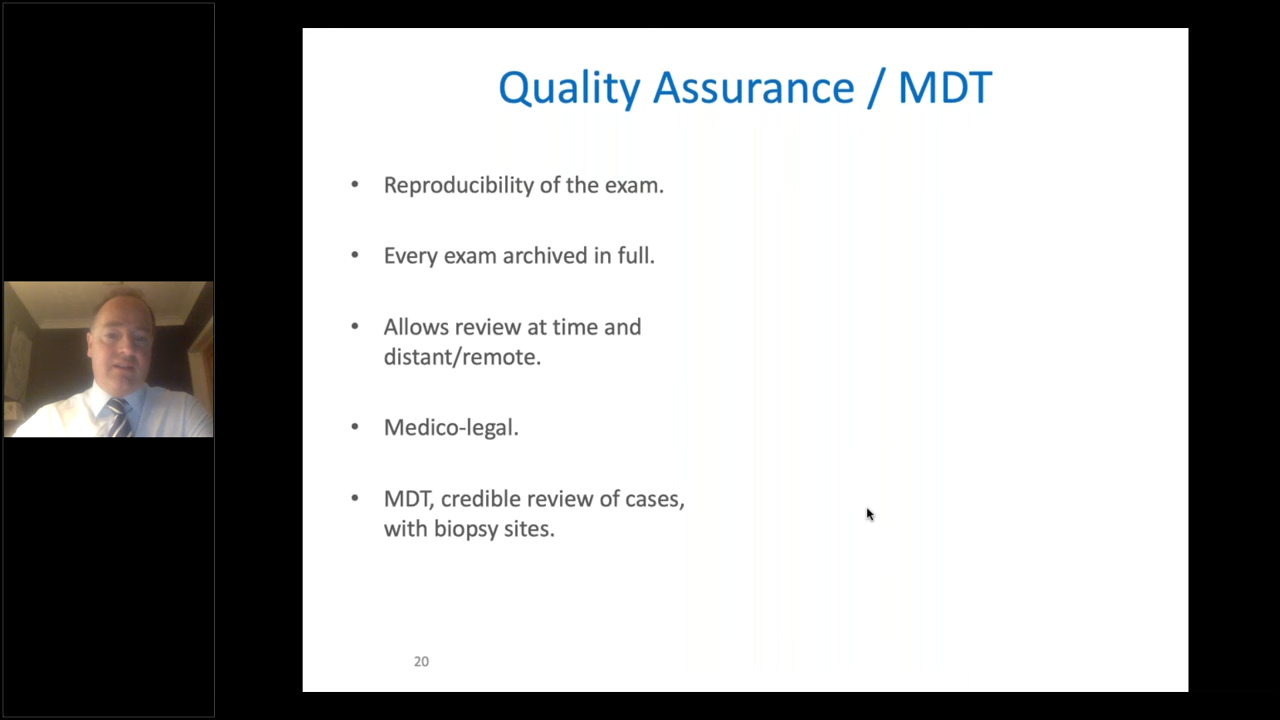 Quality Assurance / MDT
• Reproducibility of the exam.
• Every exam archived in full.
• Allows review at time and
distant/remote.
• Medico-legal.
• MDT, credible review of cases,
with biopsy sites.
20